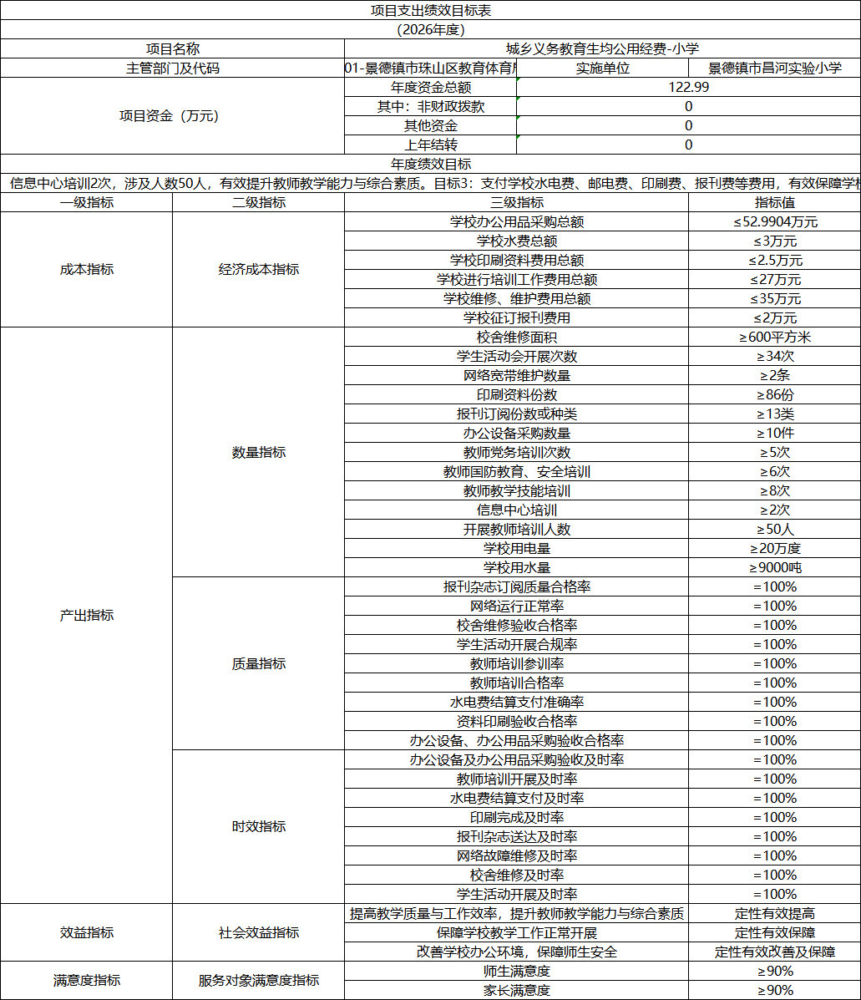 项目支出绩效目标表
（2026年度）
项目名称 城乡义务教育生均公用经费-小学
主管部门及代码 01-景德镇市珠山区教育体育 实施单位 景德镇市昌河实验小学
项目资金（万元） 年度资金总额 122.99
其中：非财政拨款 0
其他资金 0
上年结转 0
年度绩效目标
信息中心培训2次，涉及人数50人，有效提升教师教学能力与综合素质。目标3：支付学校水电费、邮电费、印刷费、报刊费等费用，有效保障学校
一级指标 二级指标 三级指标 指标值
成本指标 经济成本指标 学校办公用品采购总额 ≤52.9904万元
学校水费总额 ≤3万元
学校印刷资料费用总额 ≤2.5万元
学校进行培训工作费用总额 ≤27万元
学校维修、维护费用总额 ≤35万元
学校征订报刊费用 ≤2万元
产出指标 数量指标 校舍维修面积 ≥600平方米
学生活动会开展次数 ≥34次
网络宽带维护数量 ≥2条
印刷资料份数 ≥86份
报刊订阅份数或种类 ≥13类
办公设备采购数量 ≥10件
教师党务培训次数 ≥5次
教师国防教育、安全培训 ≥6次
教师教学技能培训 ≥8次
信息中心培训 ≥2次
开展教师培训人数 ≥50人
学校用电量 ≥20万度
学校用水量 ≥9000吨
质量指标 报刊杂志订阅质量合格率 =100%
网络运行正常率 =100%
校舍维修验收合格率 =100%
学生活动开展合规率 =100%
教师培训参训率 =100%
教师培训合格率 =100%
水电费结算支付准确率 =100%
资料印刷验收合格率 =100%
办公设备、办公用品采购验收合格率 =100%
时效指标 办公设备及办公用品采购验收及时率 =100%
教师培训开展及时率 =100%
水电费结算支付及时率 =100%
印刷完成及时率 =100%
报刊杂志送达及时率 =100%
网络故障维修及时率 =100%
校舍维修及时率 =100%
学生活动开展及时率 =100%
效益指标 社会效益指标 提高教学质量与工作效率，提升教师教学能力与综合素质 定性有效提高
保障学校教学工作正常开展 定性有效保障
改善学校办公环境，保障师生安全 定性有效改善及保障
满意度指标 服务对象满意度指标 师生满意度 ≥90%
家长满意度 ≥90%